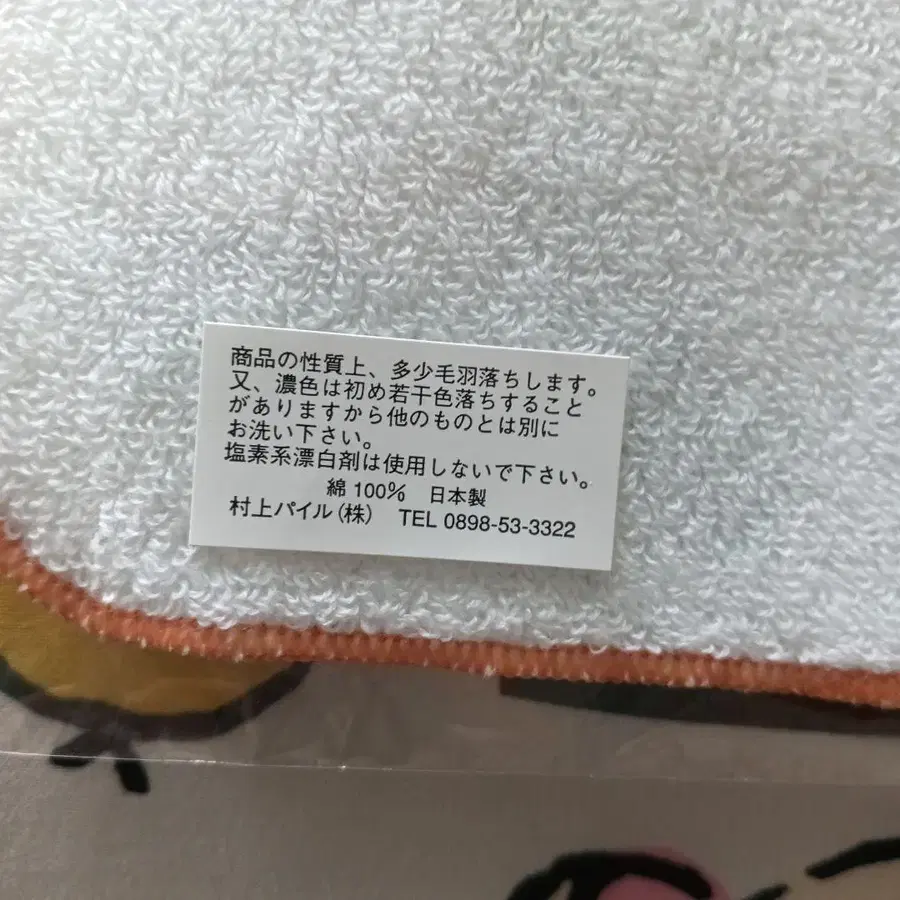 商品の性質上、多少毛羽落ちします。
又、濃色は初め若干色落ちすること
がありますから他のものとは別に
お洗い下さい。
塩素系漂白剤は使用しないで下さい。
綿 100% 日本製
村上パイル(株) TEL 0898-53-3322